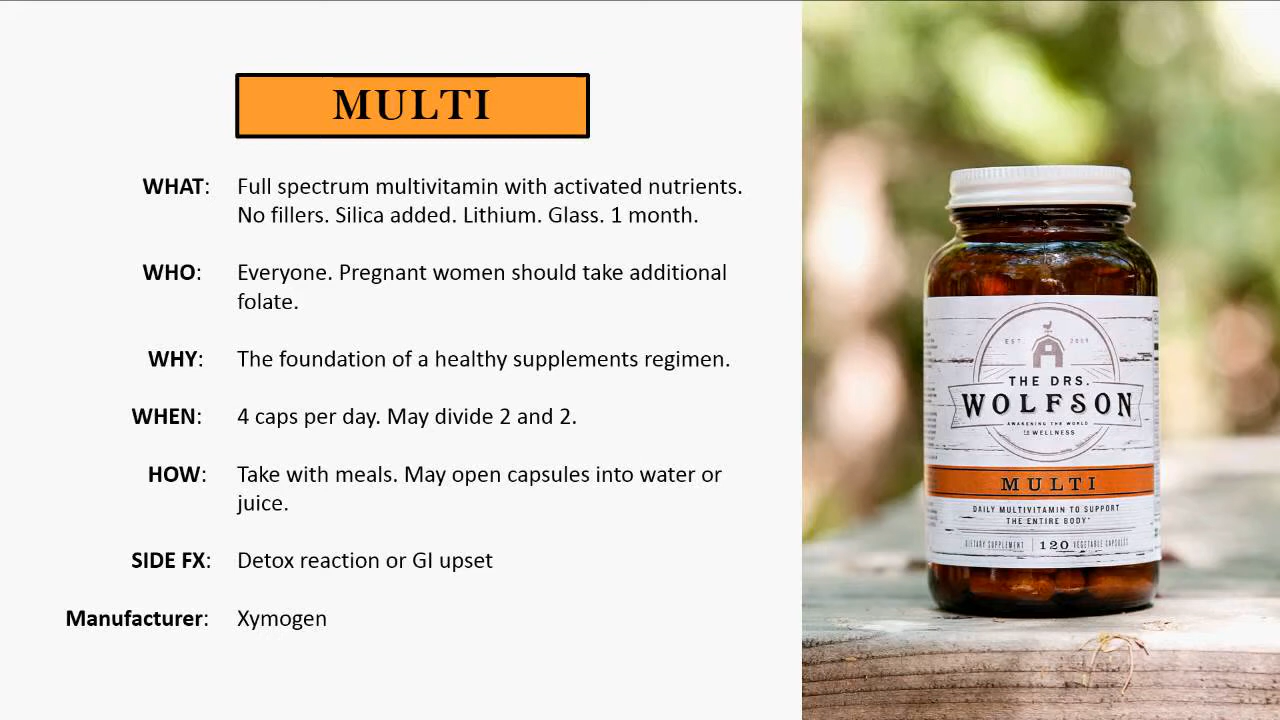 MULTI
WHAT: Full spectrum multivitamin with activated nutrients.
No fillers. Silica added. Lithium. Glass. 1 month.
WHO: Everyone. Pregnant women should take additional
folate.
WHY: The foundation of a healthy supplements regimen.
WHEN: 4 caps per day. May divide 2 and 2.
HOW: Take with meals. May open capsules into water or
juice.
SIDE FX: Detox reaction or GI upset
Manufacturer: Xymogen
EST.
THE DRS.
WOLFSON
AWAKENING THE WORLD
to WELLNESS
MULTI
DAILY MULTIVITAMIN TO SUPPORT
THE ENTIRE BODY*
DIETARY SUPPLEMENT | 120 VEGETABLE CAPSULES